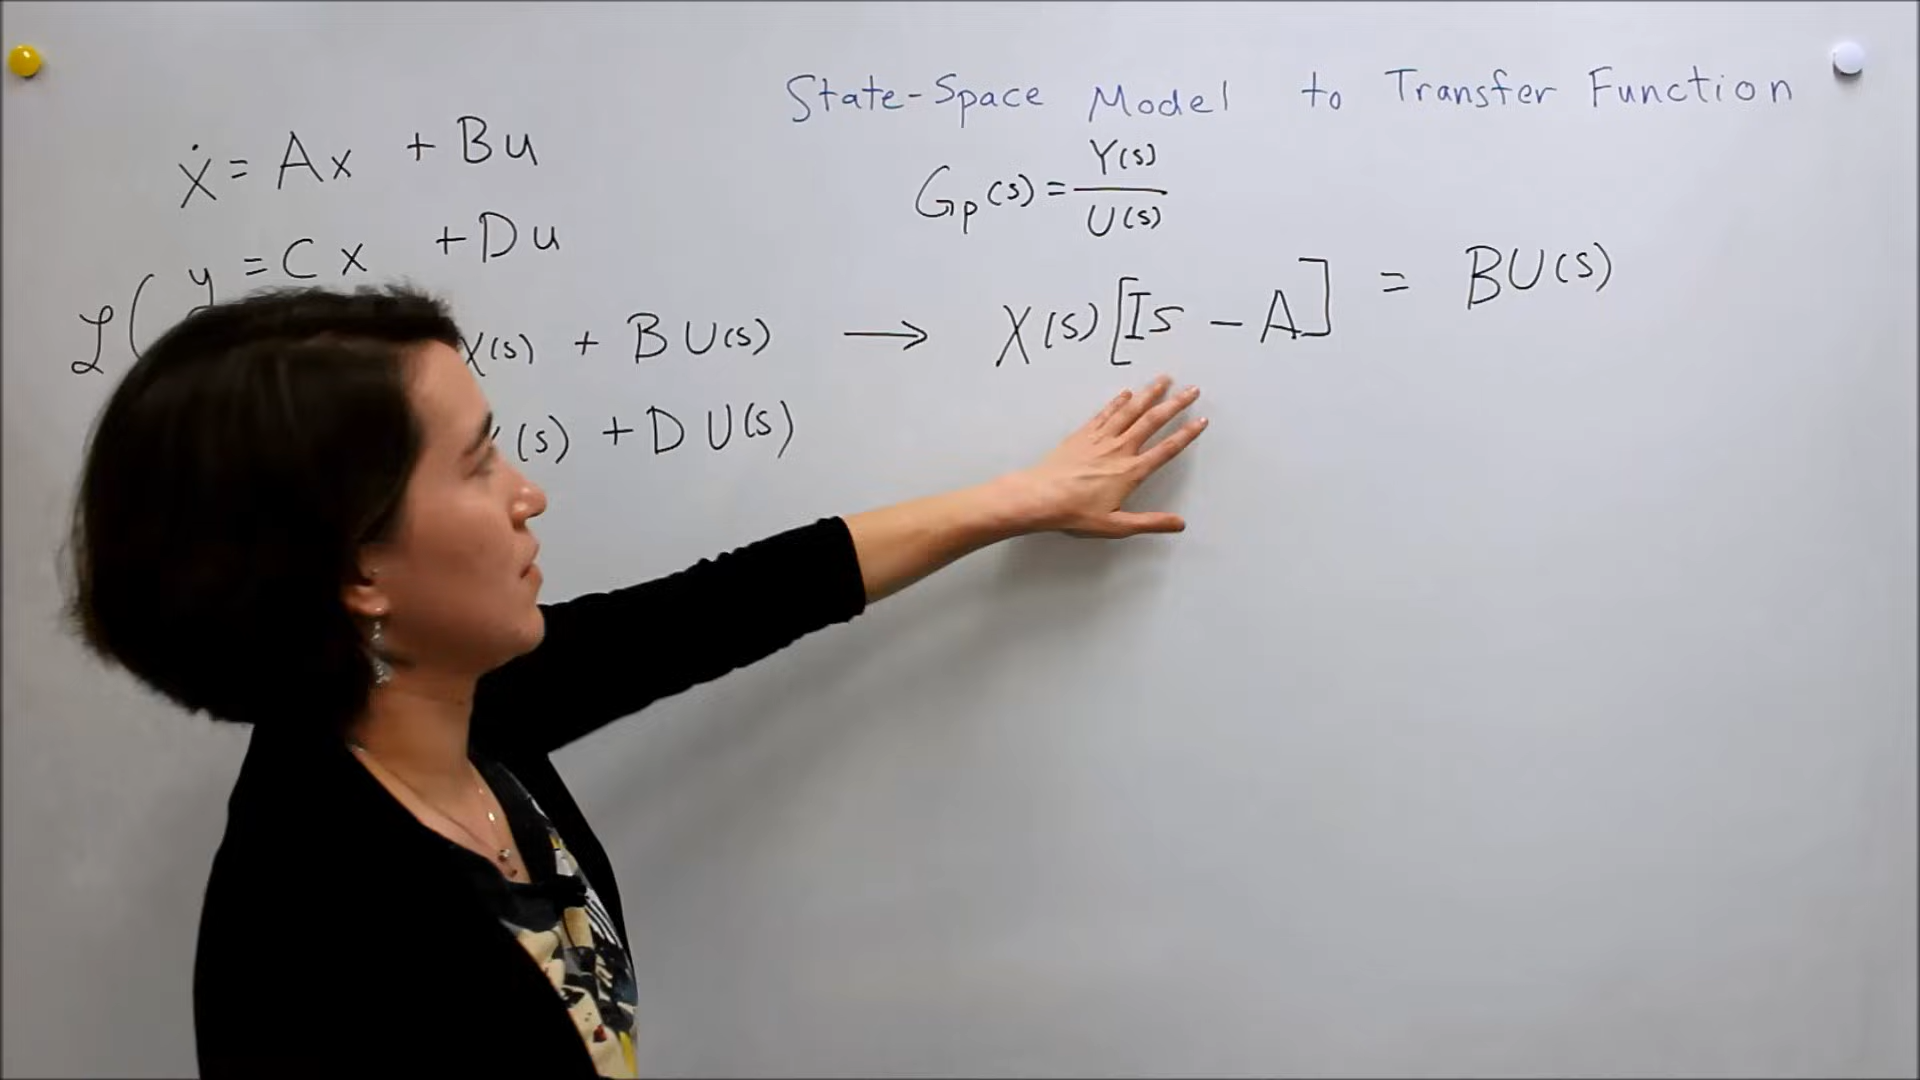 State-Space Model to Transfer Function
ẋ = Ax + Bu
y = Cx + Du
Gp(s) = Y(s) / U(s)
ℒ(
X(s) + BU(s) → X(s)[Is - A] = BU(s)
(s) + DU(s)